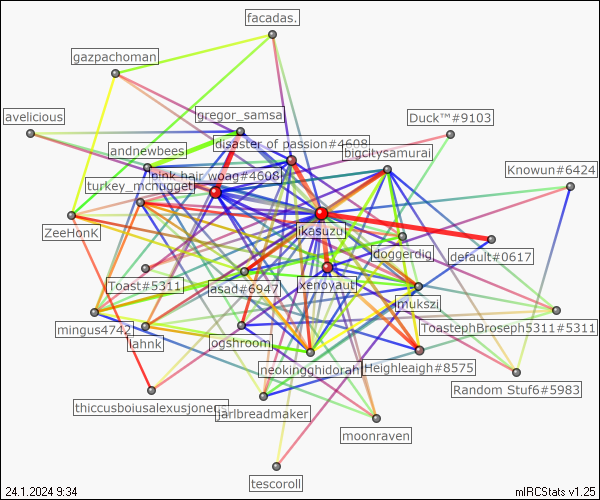 facadas.
gazpachoman
avelicious
gregor_samsa
Duck™#9103
disaster of passion#4608
andnewbees
bigcitysamurai
pink hair woag#4608
Knowun#6424
turkey_mcnugget
ZeeHonK
ikasuzu
doggerdig
default#0617
Toast#5311
asad#6947
xenoyaut
mukszi
mingus4742
iahnk
ogshroom
ToastephBroseph5311#5311
neokingghidorah
Heighleaigh#8575
Random Stuf6#5983
thiccusboiusalexusjones
jarlbreadmaker
moonraven
tescoroll
24.1.2024 9:34
mIRCStats v1.25